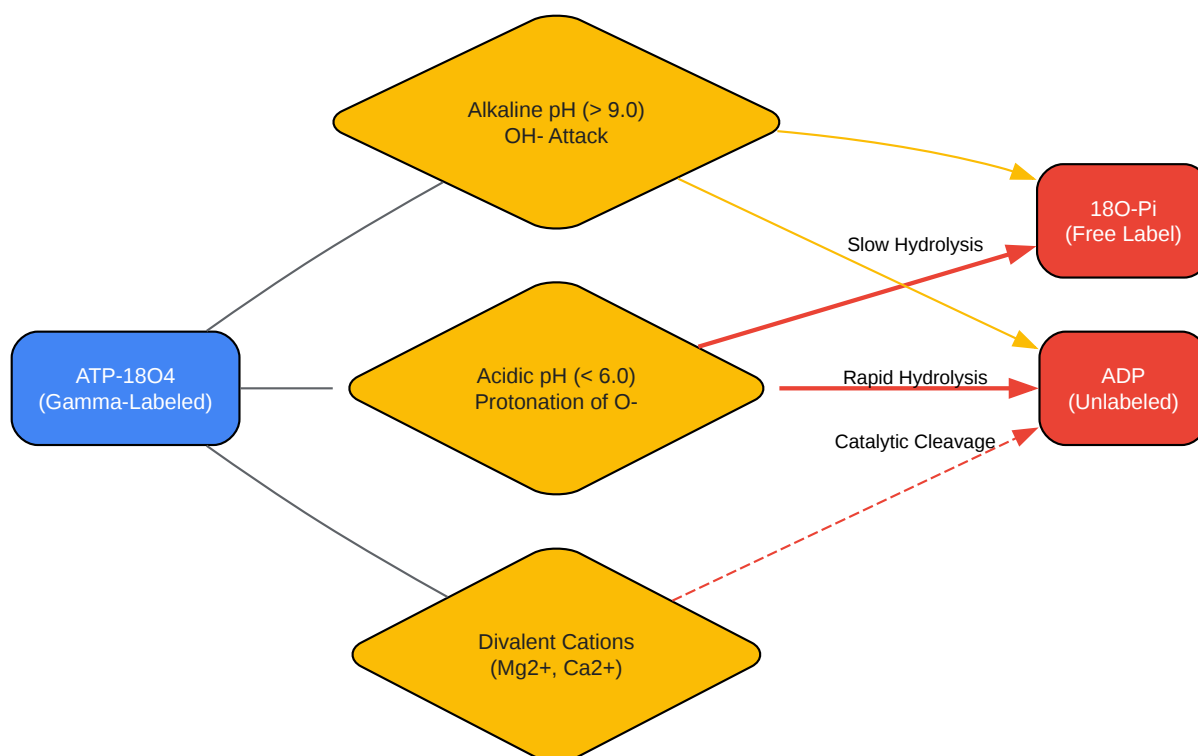 Alkaline pH (> 9.0)
OH- Attack
18O-Pi
(Free Label)
Slow Hydrolysis
ATP-18O4
(Gamma-Labeled)
Acidic pH (< 6.0)
Protonation of O-
Rapid Hydrolysis
ADP
(Unlabeled)
Catalytic Cleavage
Divalent Cations
(Mg2+, Ca2+)